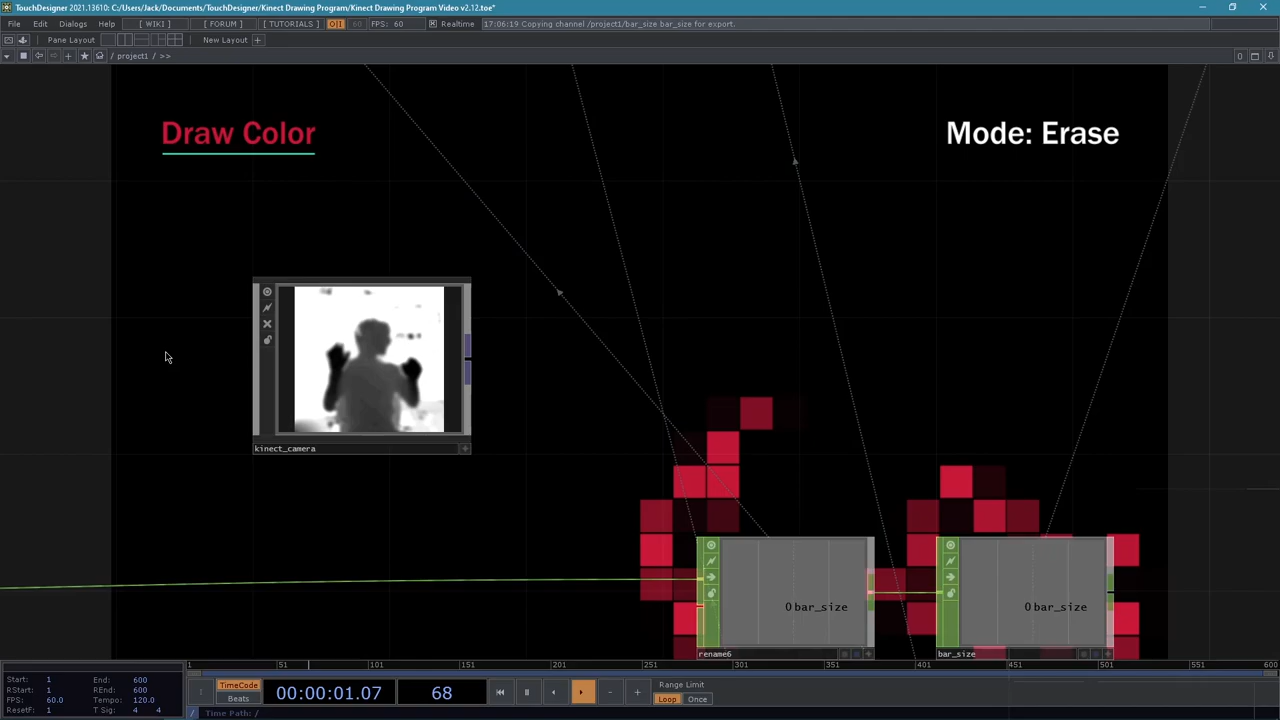 TouchDesigner 2021.13610: C:/Users/Jack/Documents/TouchDesigner/Kinect Drawing Program/Kinect Drawing Program Video v2.12.toe*
File Edit Dialogs Help [ WIKI ] [ FORUM ] [ TUTORIALS ] O|I 60 FPS: 60 Realtime 17:06:19 Copying channel /project1/bar_size bar_size for export.
Pane Layout New Layout +
/ project1 / >> 0
Draw Color
Mode: Erase
kinect_camera
0 bar_size
0 bar_size
rename6
bar_size
1 51 101 151 201 251 301 351 401 451 501 551 600
Start: 1 End: 600
RStart: 1 REnd: 600
FPS: 60.0 Tempo: 120.0
ResetF: 1 T Sig: 4 4
TimeCode
Beats
00:00:01.07
68
Range Limit
Loop Once
/ Time Path: /